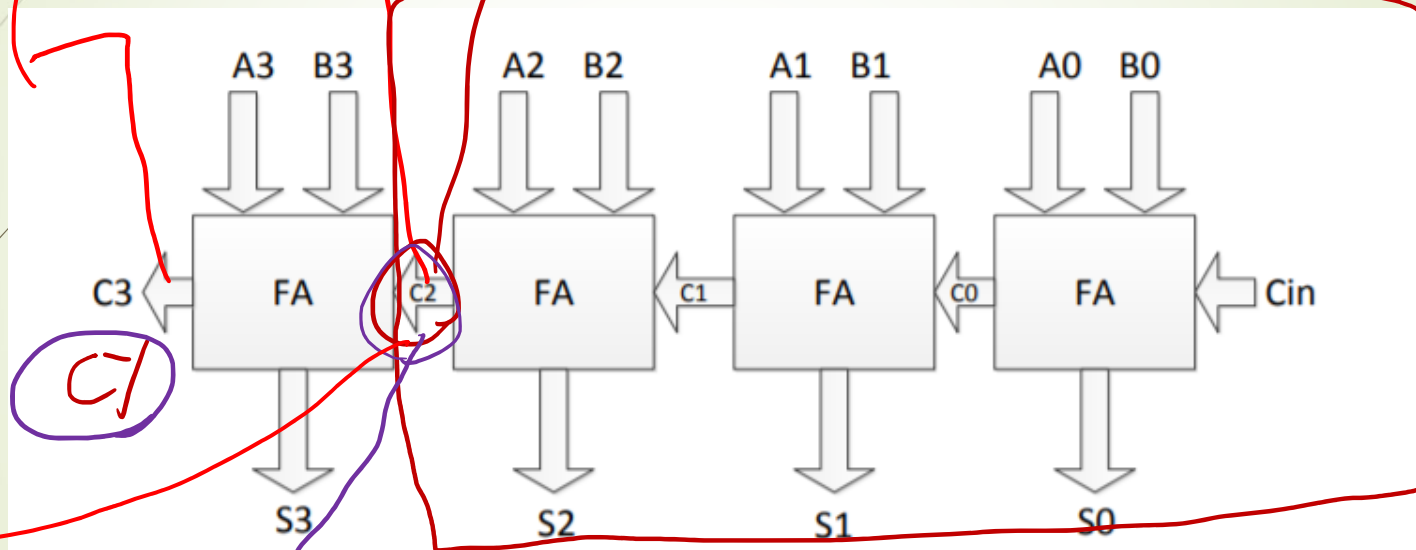 A3 B3 A2 B2 A1 B1 A0 B0
C3 FA C2 FA C1 FA C0 FA Cin
C7
S3 S2 S1 S0